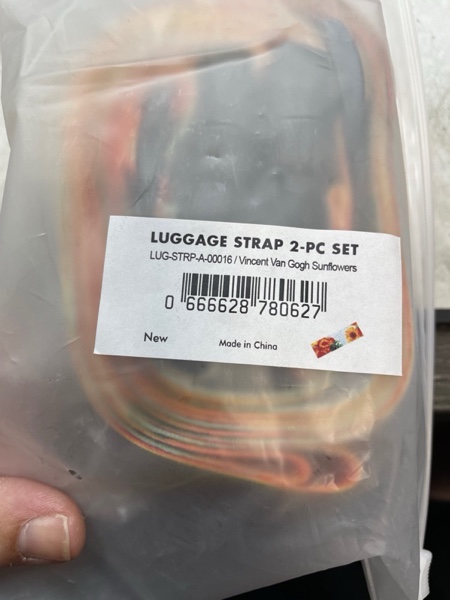 LUGGAGE STRAP 2-PC SET
LUG-STRP-A-00016 / Vincent Van Gogh Sunflowers
0 666628 780627
New
Made in China